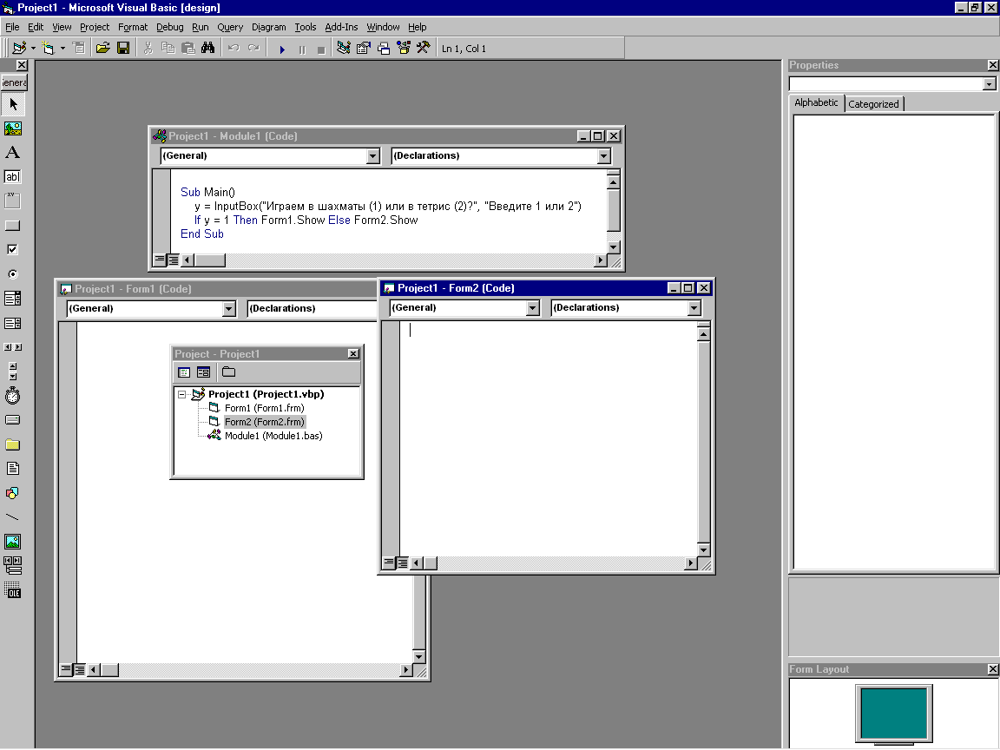 Project1 - Microsoft Visual Basic [design]
File Edit View Project Format Debug Run Query Diagram Tools Add-Ins Window Help
Ln 1, Col 1
Properties
Alphabetic Categorized
A
ab|
xy
OLE
Project1 - Module1 (Code)
(General) (Declarations)
Sub Main()
y = InputBox("Играем в шахматы (1) или в тетрис (2)?", "Введите 1 или 2")
If y = 1 Then Form1.Show Else Form2.Show
End Sub
Project1 - Form1 (Code)
(General) (Declarations)
Project1 - Form2 (Code)
(General) (Declarations)
Project - Project1
Project1 (Project1.vbp)
Form1 (Form1.frm)
Form2 (Form2.frm)
Module1 (Module1.bas)
Form Layout